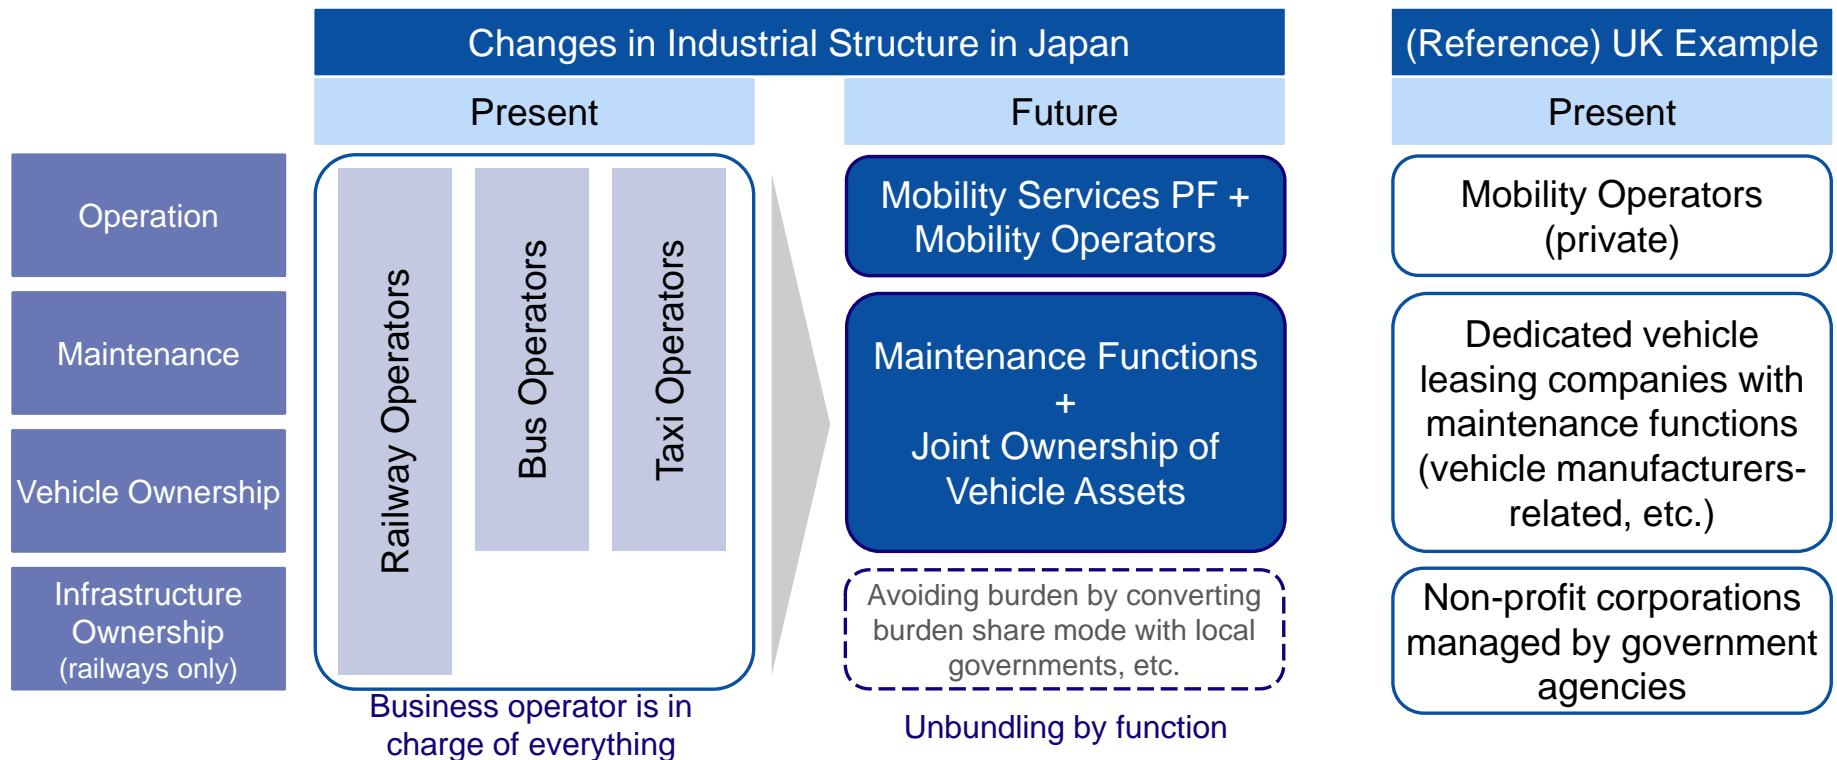 Changes in Industrial Structure in Japan
(Reference) UK Example
Present
Future
Present
Operation
Maintenance
Vehicle Ownership
Infrastructure
Ownership
(railways only)
Railway Operators
Bus Operators
Taxi Operators
Business operator is in
charge of everything
Mobility Services PF +
Mobility Operators
Maintenance Functions
+
Joint Ownership of
Vehicle Assets
Avoiding burden by converting
burden share mode with local
governments, etc.
Unbundling by function
Mobility Operators
(private)
Dedicated vehicle
leasing companies with
maintenance functions
(vehicle manufacturers-
related, etc.)
Non-profit corporations
managed by government
agencies